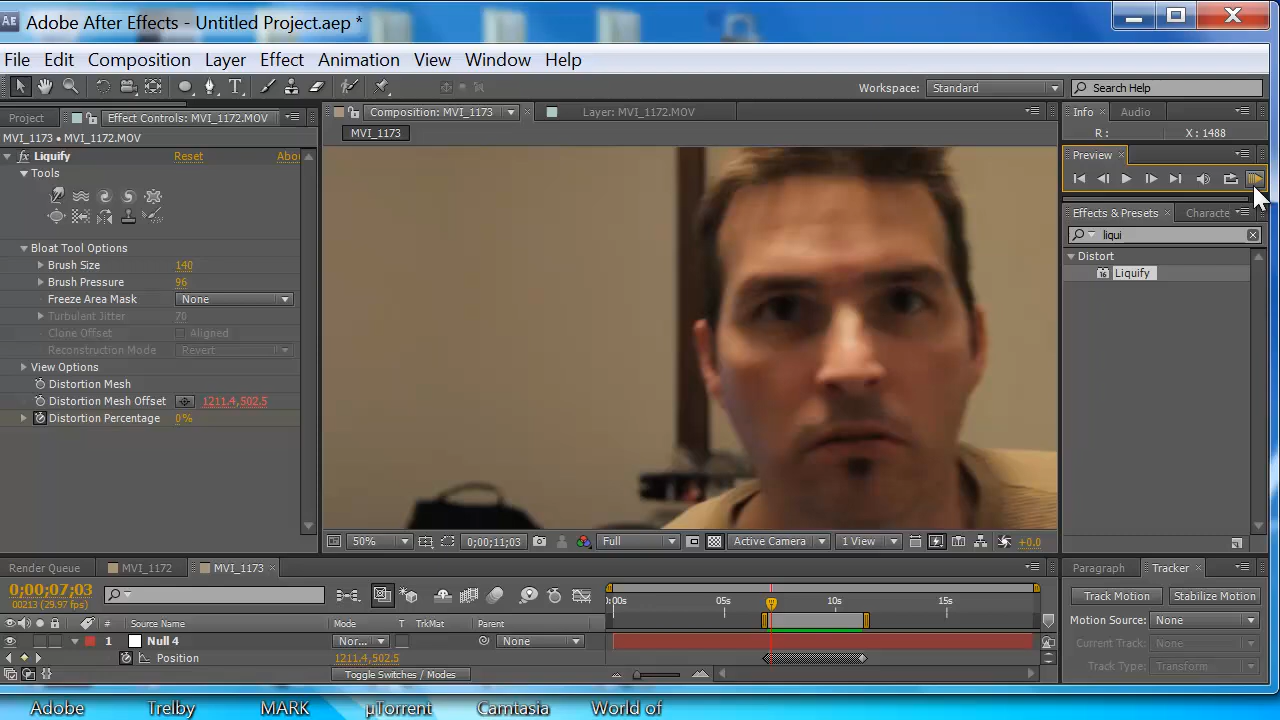 AE Adobe After Effects - Untitled Project.aep *
File Edit Composition Layer Effect Animation View Window Help
Workspace: Standard Search Help
Project Effect Controls: MVI_1172.MOV Composition: MVI_1173 Layer: MVI_1172.MOV Info Audio
MVI_1173 • MVI_1172.MOV MVI_1173 R: X: 1488
fx Liquify Reset Abo Preview
Tools
Effects & Presets Characte
liqui
Bloat Tool Options Distort
Brush Size 140 16 Liquify
Brush Pressure 96
Freeze Area Mask None
Turbulent Jitter 70
Clone Offset Aligned
Reconstruction Mode Revert
View Options
Distortion Mesh
Distortion Mesh Offset 1211.4,502.5
Distortion Percentage 0%
50% 0;00;11;03 Full Active Camera 1 View +0.0
Render Queue MVI_1172 MVI_1173 Paragraph Tracker
0;00;07;03 Track Motion Stabilize Motion
00213 (29.97 fps) :00s 05s 10s 15s
# Source Name Mode T TrkMat Parent Motion Source: None
1 Null 4 Nor... None Current Track: None
Position 1211.4,502.5 Track Type: Transform
Toggle Switches / Modes
Adobe Trelby MARK µTorrent Camtasia World of